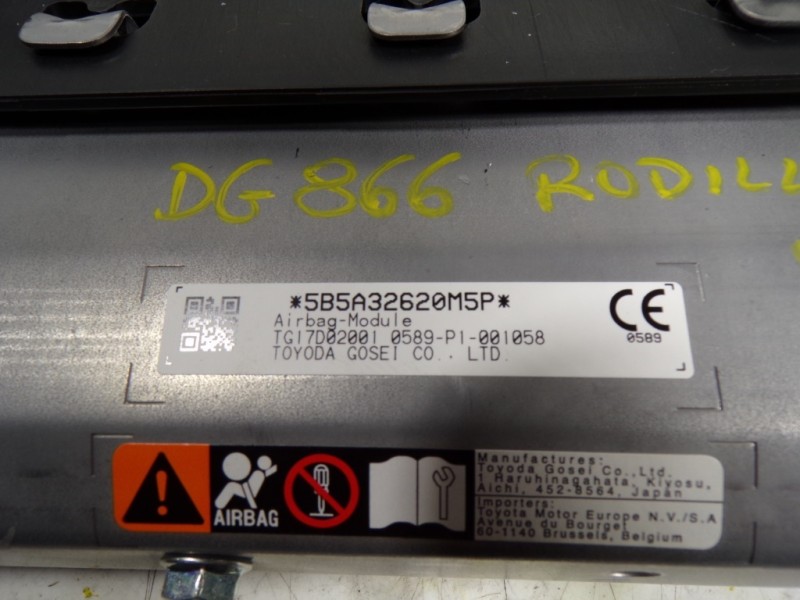 DG 866 RODILL
*5B5A32620M5P*
Airbag-Module
TG17D02001 0589-P1-001058
TOYODA GOSEI CO., LTD.
CE
0589
AIRBAG
Manufactures:
Toyoda Gosei Co.,Ltd.
1 Haruhinagahata, Kiyosu,
Aichi, 452-8564, Japan
Importers:
Toyota Motor Europe N.V./S.A
Avenue du Bourget
60-1140 Brussels, Belgium